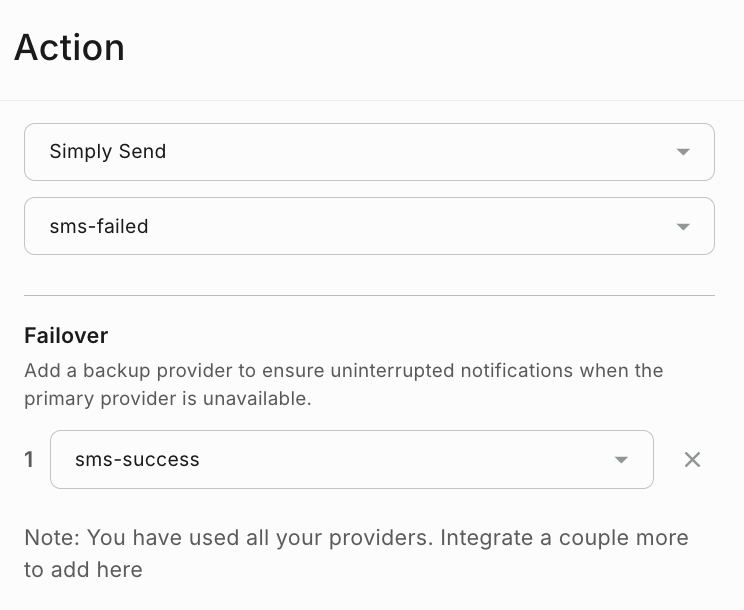 Action
Simply Send
sms-failed
Failover
Add a backup provider to ensure uninterrupted notifications when the
primary provider is unavailable.
1 sms-success
Note: You have used all your providers. Integrate a couple more
to add here